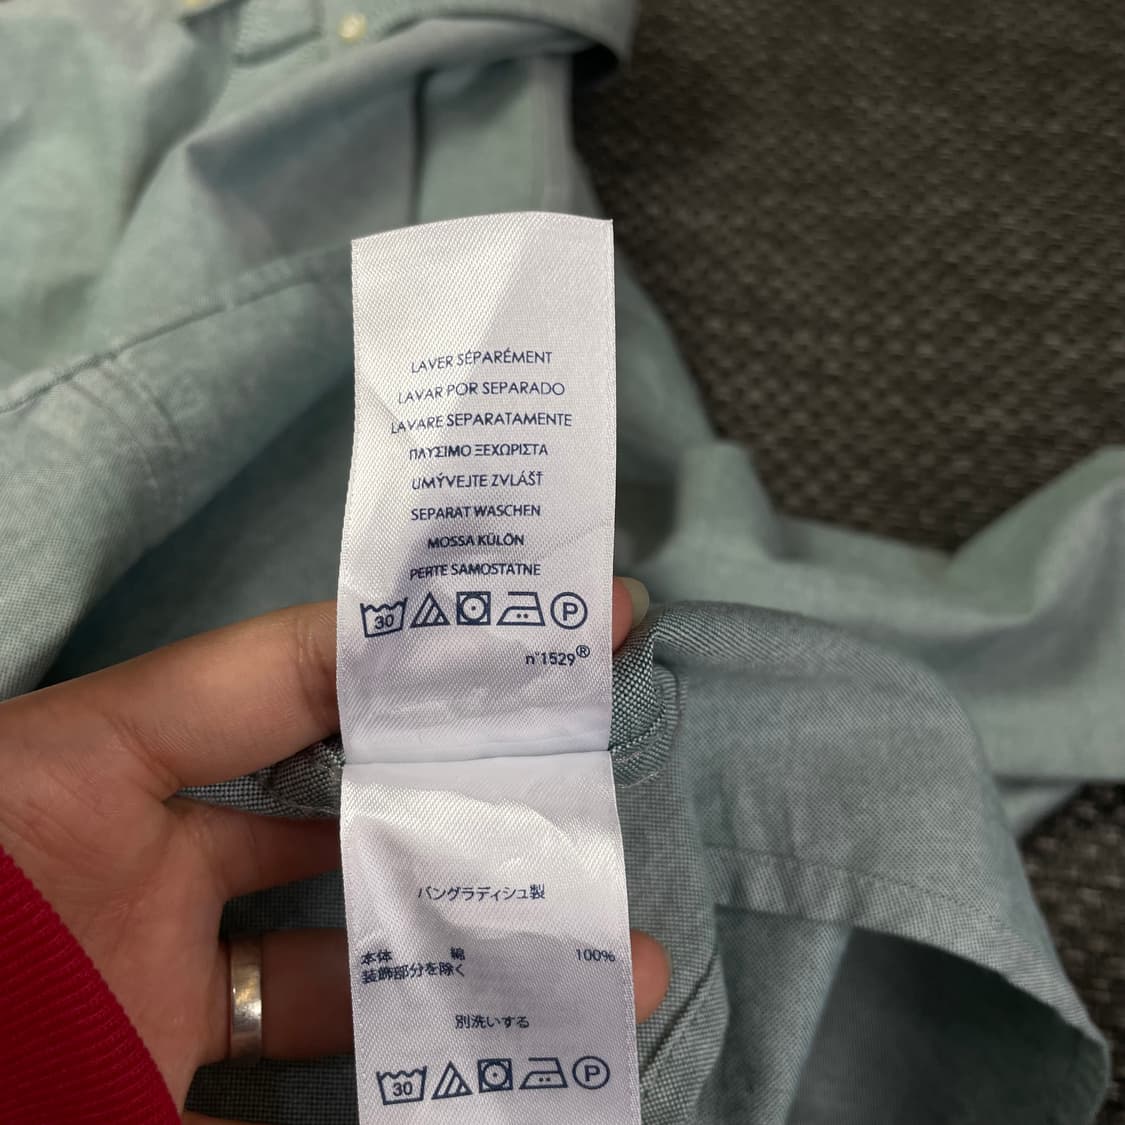 LAVER SÉPARÉMENT
LAVAR POR SEPARADO
LAVARE SEPARATAMENTE
ΠΛΥΣΙΜΟ ΞΕΧΩΡΙΣΤΑ
UMÝVEJTE ZVLÁŠŤ
SEPARAT WASCHEN
MOSSA KÜLÖN
PERTE SAMOSTATNE
30 P
n°1529®
バングラディシュ製
本体 綿 100%
装飾部分を除く
別洗いする
30 P